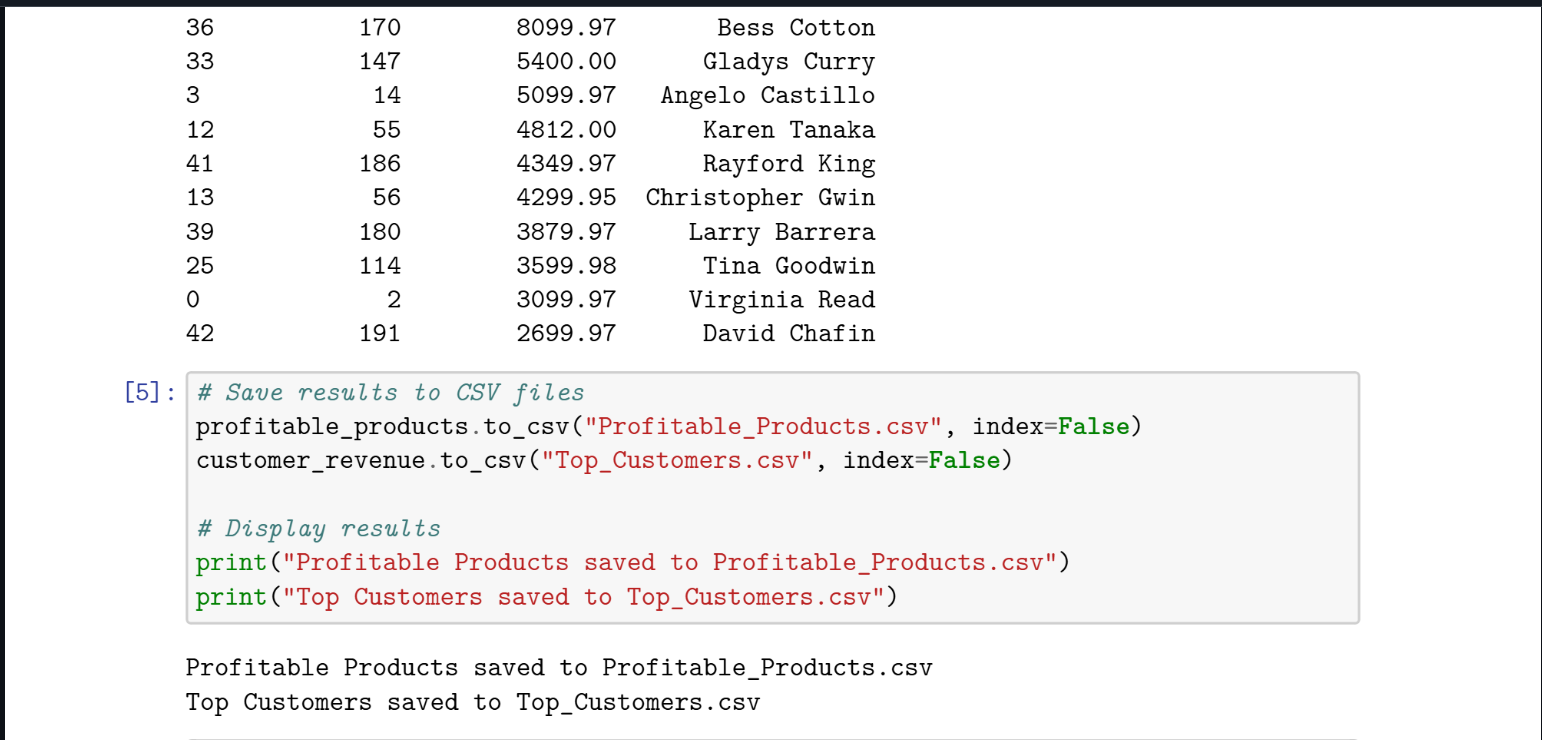 36 170 8099.97 Bess Cotton
33 147 5400.00 Gladys Curry
3 14 5099.97 Angelo Castillo
12 55 4812.00 Karen Tanaka
41 186 4349.97 Rayford King
13 56 4299.95 Christopher Gwin
39 180 3879.97 Larry Barrera
25 114 3599.98 Tina Goodwin
0 2 3099.97 Virginia Read
42 191 2699.97 David Chafin
[5]: # Save results to CSV files
profitable_products.to_csv("Profitable_Products.csv", index=False)
customer_revenue.to_csv("Top_Customers.csv", index=False)
# Display results
print("Profitable Products saved to Profitable_Products.csv")
print("Top Customers saved to Top_Customers.csv")
Profitable Products saved to Profitable_Products.csv
Top Customers saved to Top_Customers.csv